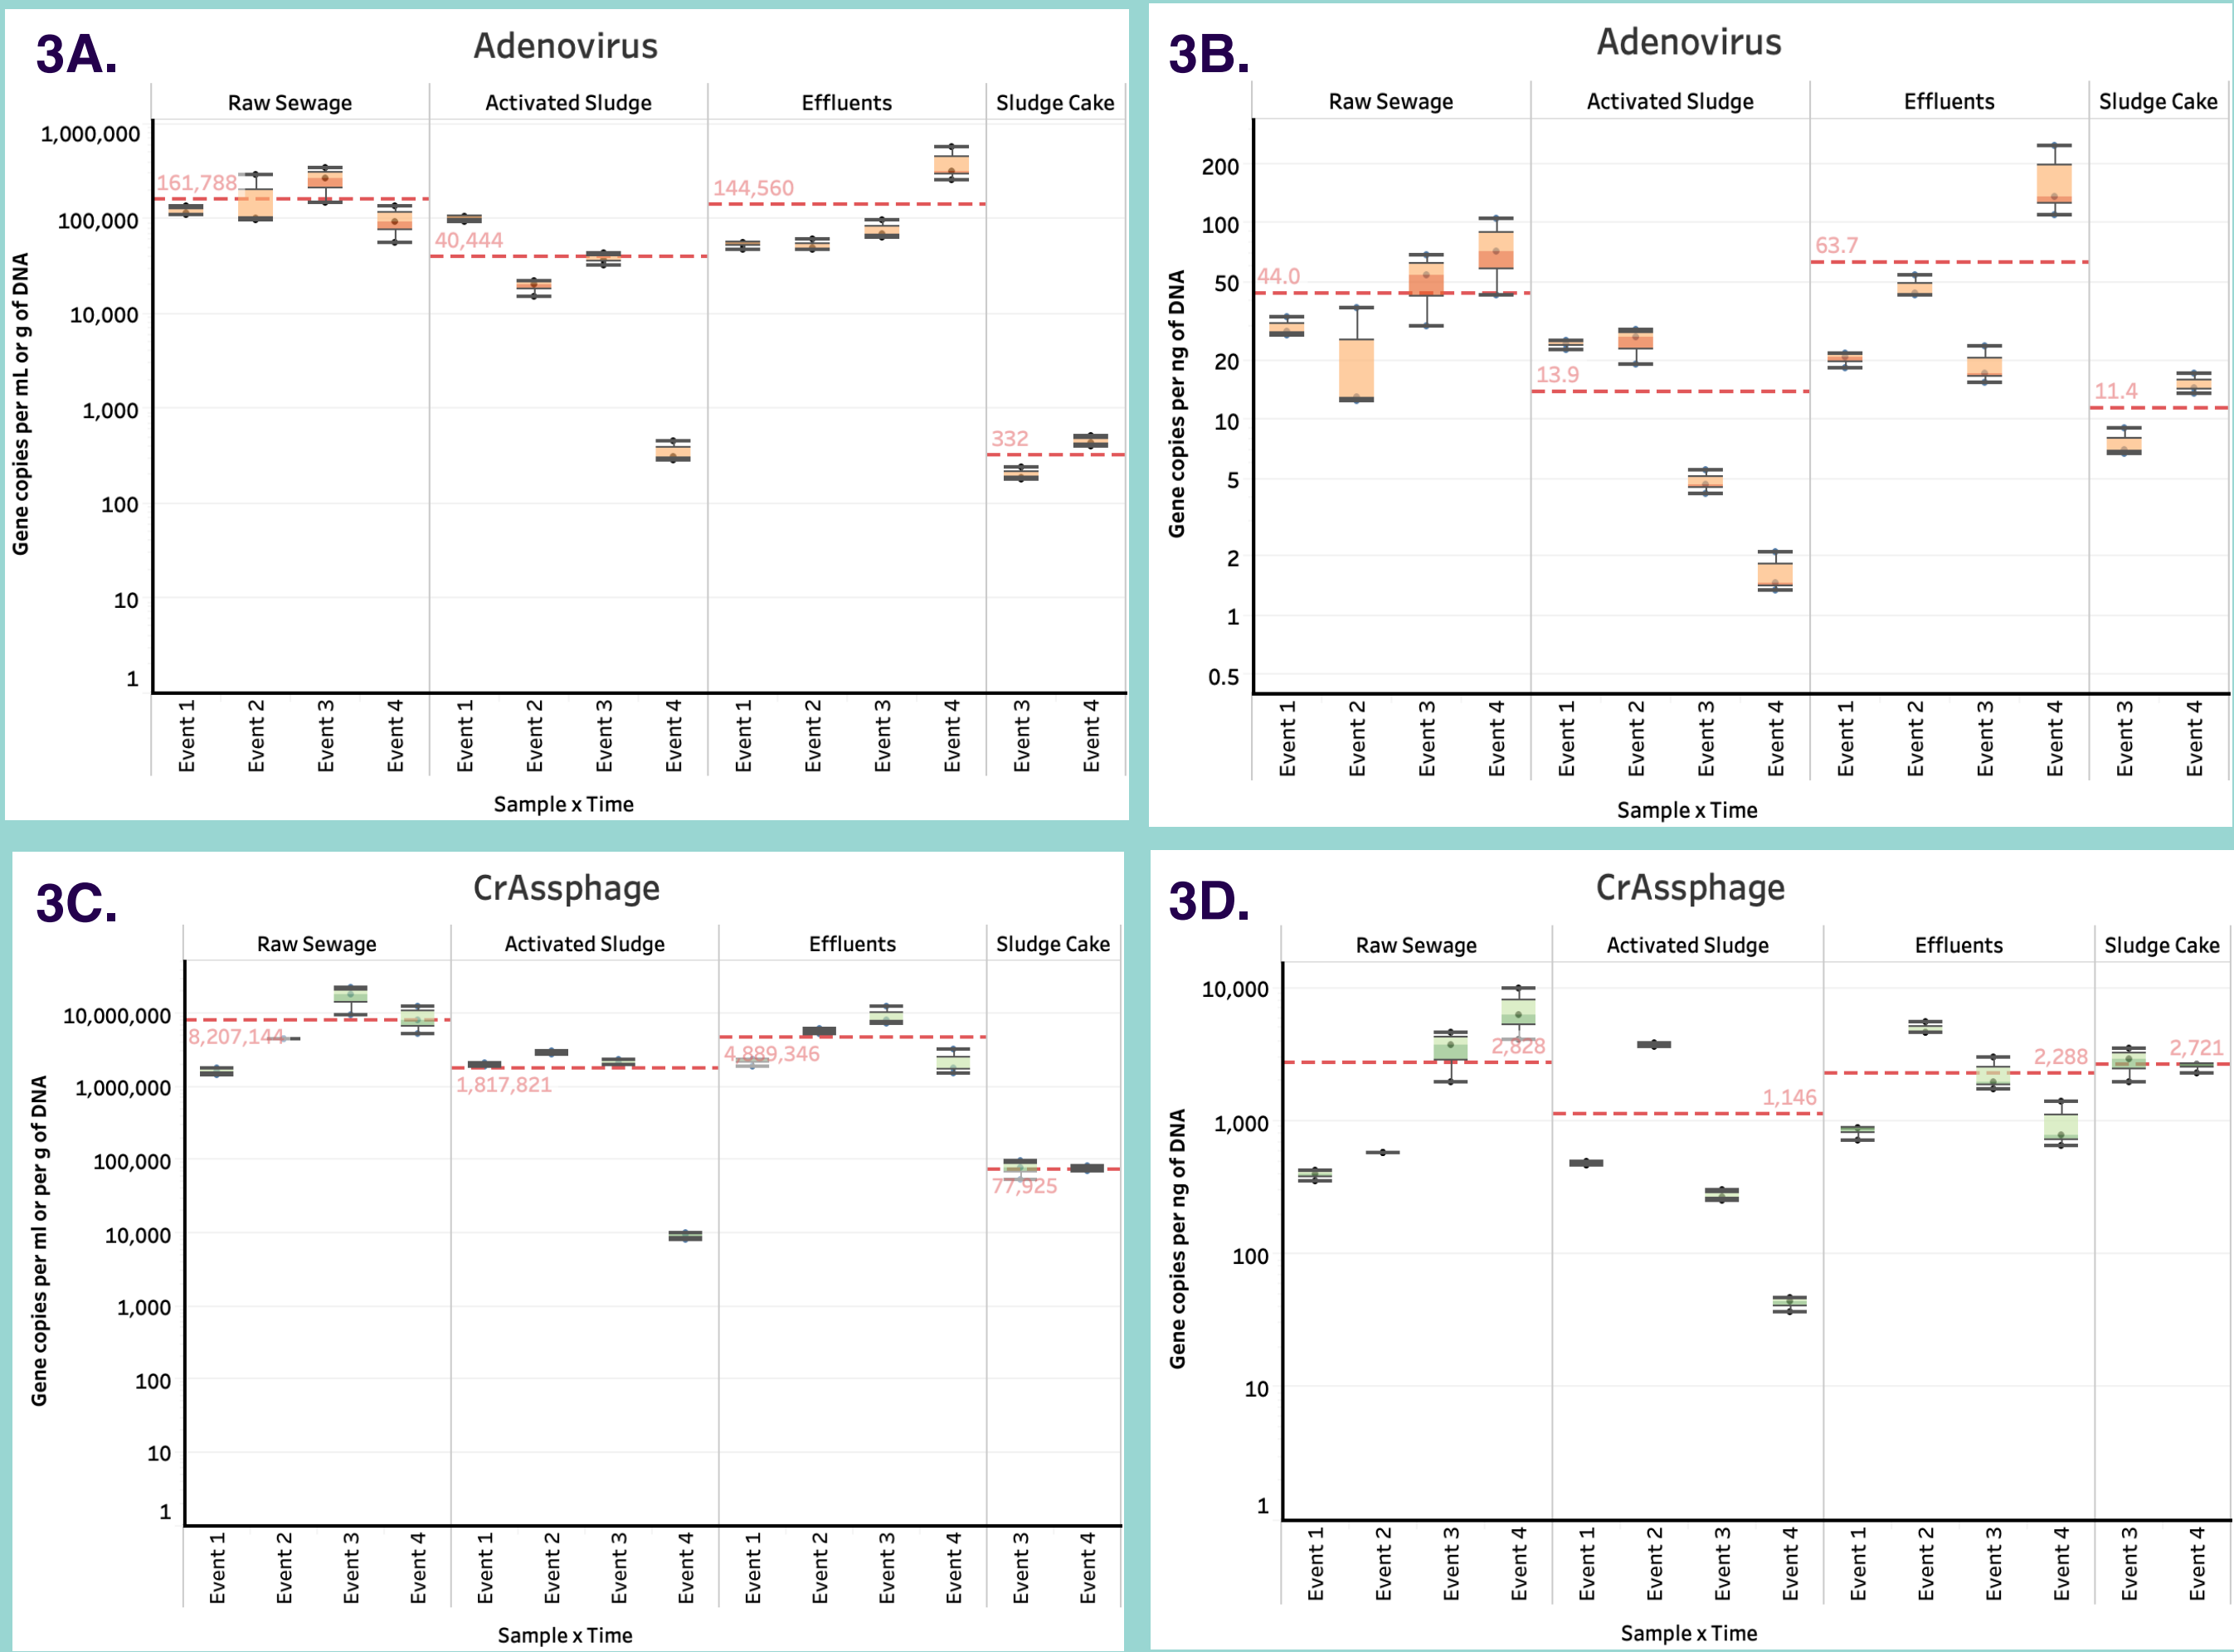 3A.
Adenovirus
Raw Sewage Activated Sludge Effluents Sludge Cake
Gene copies per mL or g of DNA
1,000,000
100,000
10,000
1,000
100
10
1
161,788
40,444
144,560
332
Event 1 Event 2 Event 3 Event 4 Event 1 Event 2 Event 3 Event 4 Event 1 Event 2 Event 3 Event 4 Event 3 Event 4
Sample x Time
3B.
Adenovirus
Raw Sewage Activated Sludge Effluents Sludge Cake
Gene copies per ng of DNA
200
100
50
20
10
5
2
1
0.5
44.0
13.9
63.7
11.4
Event 1 Event 2 Event 3 Event 4 Event 1 Event 2 Event 3 Event 4 Event 1 Event 2 Event 3 Event 4 Event 3 Event 4
Sample x Time
3C.
CrAssphage
Raw Sewage Activated Sludge Effluents Sludge Cake
Gene copies per ml or per g of DNA
10,000,000
1,000,000
100,000
10,000
1,000
100
10
1
8,207,144
1,817,821
4,889,346
77,925
Event 1 Event 2 Event 3 Event 4 Event 1 Event 2 Event 3 Event 4 Event 1 Event 2 Event 3 Event 4 Event 3 Event 4
Sample x Time
3D.
CrAssphage
Raw Sewage Activated Sludge Effluents Sludge Cake
Gene copies per ng of DNA
10,000
1,000
100
10
1
2,828
1,146
2,288
2,721
Event 1 Event 2 Event 3 Event 4 Event 1 Event 2 Event 3 Event 4 Event 1 Event 2 Event 3 Event 4 Event 3 Event 4
Sample x Time